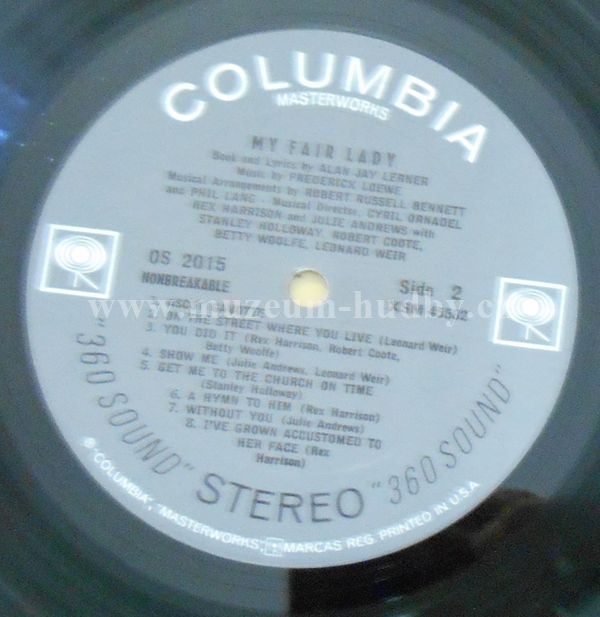 COLUMBIA
MASTERWORKS
MY FAIR LADY
Book and Lyrics by ALAN JAY LERNER
Music by FREDERICK LOEWE
Musical Arrangements by ROBERT RUSSELL BENNETT
and PHIL LANG - Musical Director, CYRIL ORNADEL
REX HARRISON and JULIE ANDREWS with
STANLEY HOLLOWAY, ROBERT COOTE,
BETTY WOOLFE, LEONARD WEIR
OS 2015
NONBREAKABLE
Side 2
www.muzeum-hudby.c
2. ON THE STREET WHERE YOU LIVE (Leonard Weir)
3. YOU DID IT (Rex Harrison, Robert Coote,
Betty Woolfe)
4. SHOW ME (Julie Andrews, Leonard Weir)
5. GET ME TO THE CHURCH ON TIME
(Stanley Holloway)
6. A HYMN TO HIM (Rex Harrison)
7. WITHOUT YOU (Julie Andrews)
8. I'VE GROWN ACCUSTOMED TO
HER FACE (Rex
Harrison)
"360 SOUND" STEREO "360 SOUND"
® "COLUMBIA", "MASTERWORKS", MARCAS REG. PRINTED IN U.S.A.